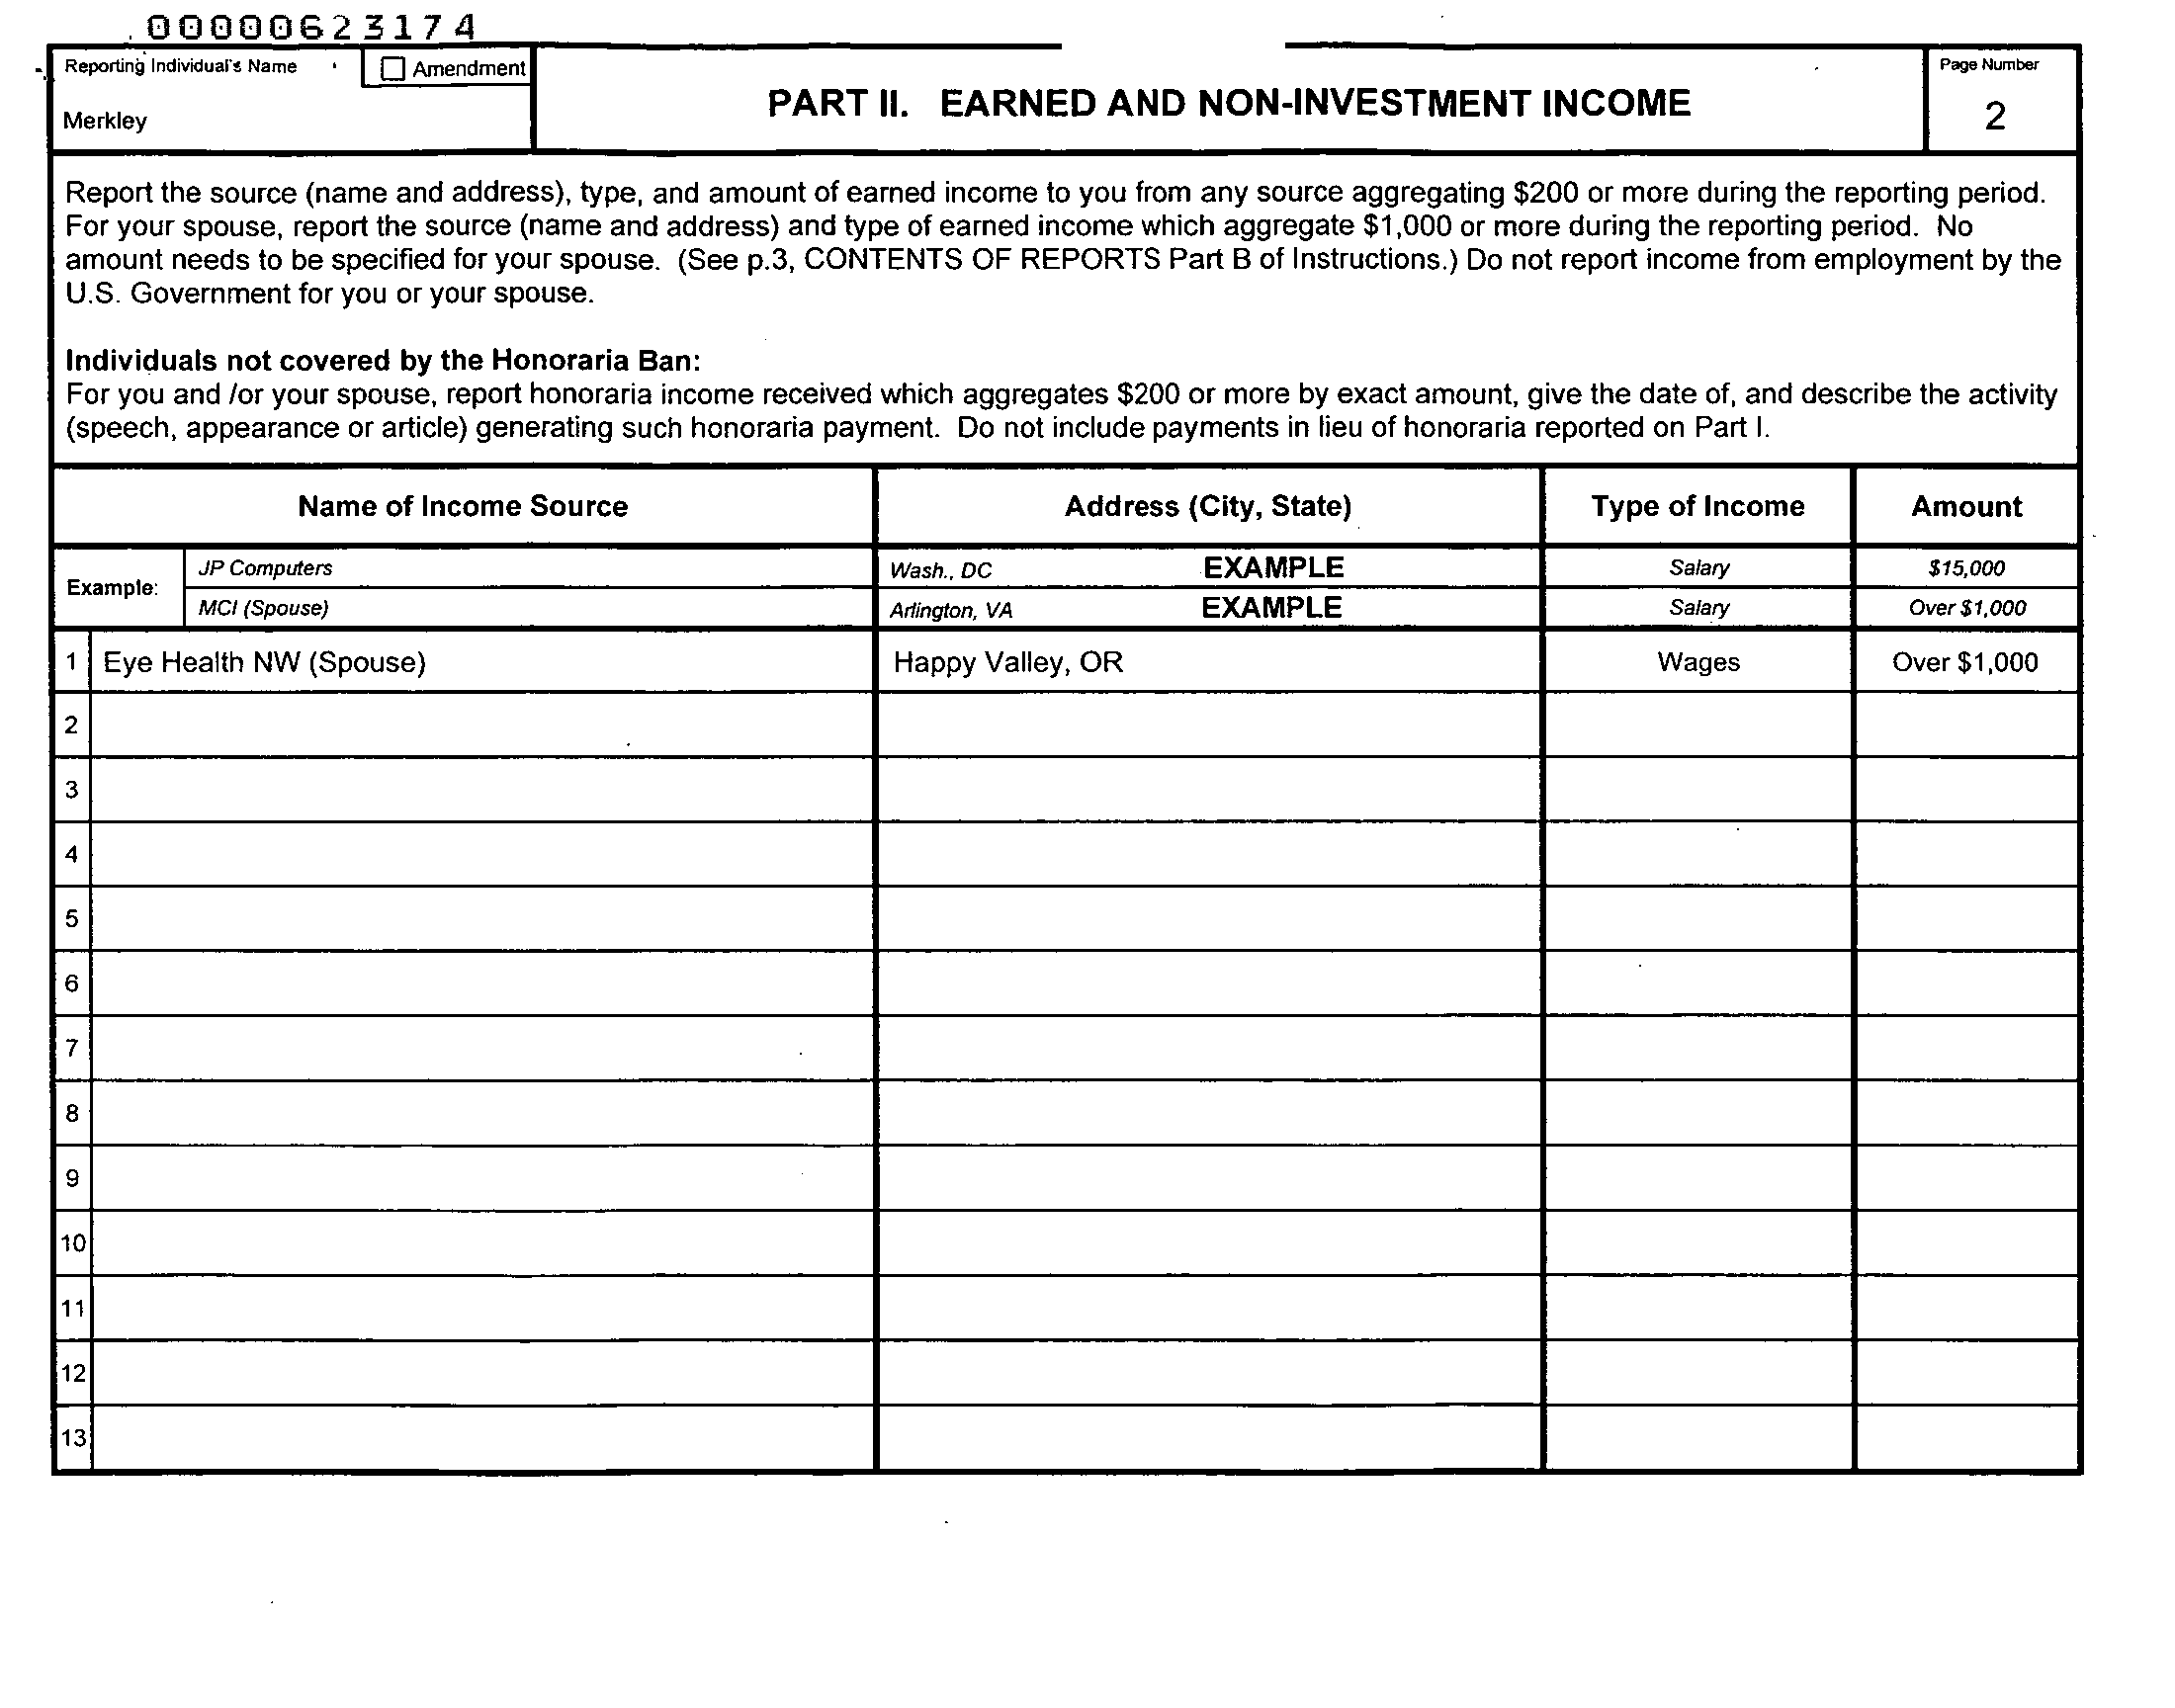 00000623174
Reporting Individual's Name
Amendment
Merkley
PART II. EARNED AND NON-INVESTMENT INCOME
Page Number
2
Report the source (name and address), type, and amount of earned income to you from any source aggregating $200 or more during the reporting period.
For your spouse, report the source (name and address) and type of earned income which aggregate $1,000 or more during the reporting period. No
amount needs to be specified for your spouse. (See p.3, CONTENTS OF REPORTS Part B of Instructions.) Do not report income from employment by the
U.S. Government for you or your spouse.
Individuals not covered by the Honoraria Ban:
For you and /or your spouse, report honoraria income received which aggregates $200 or more by exact amount, give the date of, and describe the activity
(speech, appearance or article) generating such honoraria payment. Do not include payments in lieu of honoraria reported on Part I.
Name of Income Source Address (City, State) Type of Income Amount
Example:
JP Computers Wash., DC EXAMPLE Salary $15,000
MCI (Spouse) Arlington, VA EXAMPLE Salary Over $1,000
1 Eye Health NW (Spouse) Happy Valley, OR Wages Over $1,000
2
3
4
5
6
7
8
9
10
11
12
13